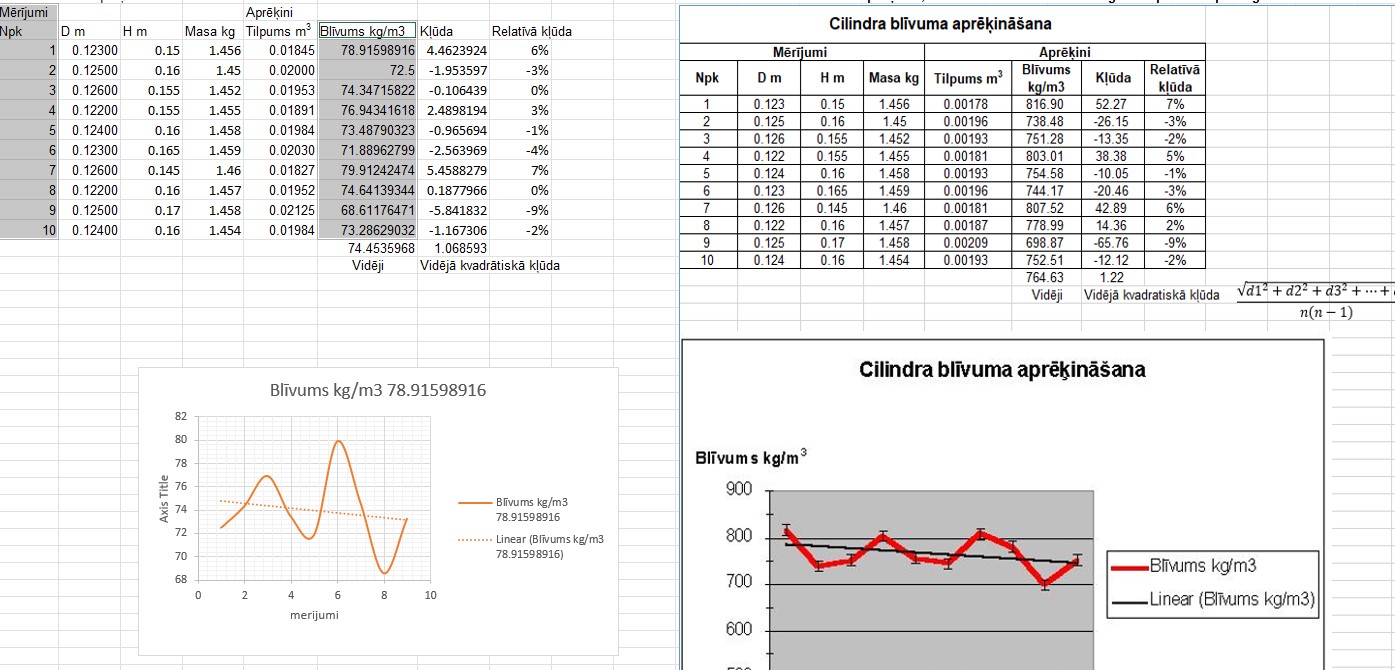 Mērījumi Aprēķini
Npk D m H m Masa kg Tilpums m³ Blīvums kg/m3 Kļūda Relatīvā kļūda
1 0.12300 0.15 1.456 0.01845 78.91598916 4.4623924 6%
2 0.12500 0.16 1.45 0.02000 72.5 -1.953597 -3%
3 0.12600 0.155 1.452 0.01953 74.34715822 -0.106439 0%
4 0.12200 0.155 1.455 0.01891 76.94341618 2.4898194 3%
5 0.12400 0.16 1.458 0.01984 73.48790323 -0.965694 -1%
6 0.12300 0.165 1.459 0.02030 71.88962799 -2.563969 -4%
7 0.12600 0.145 1.46 0.01827 79.91242474 5.4588279 7%
8 0.12200 0.16 1.457 0.01952 74.64139344 0.1877966 0%
9 0.12500 0.17 1.458 0.02125 68.61176471 -5.841832 -9%
10 0.12400 0.16 1.454 0.01984 73.28629032 -1.167306 -2%
74.4535968 1.068593
Vidēji Vidējā kvadrātiskā kļūda
Blīvums kg/m3 78.91598916
82
80
78
76
74
72
70
68
Axis Title
0 2 4 6 8 10
merijumi
Blīvums kg/m3
78.91598916
Linear (Blīvums kg/m3
78.91598916)
Cilindra blīvuma aprēķināšana
Mērījumi Aprēķini
Npk D m H m Masa kg Tilpums m³ Blīvums kg/m3 Kļūda Relatīvā kļūda
1 0.123 0.15 1.456 0.00178 816.90 52.27 7%
2 0.125 0.16 1.45 0.00196 738.48 -26.15 -3%
3 0.126 0.155 1.452 0.00193 751.28 -13.35 -2%
4 0.122 0.155 1.455 0.00181 803.01 38.38 5%
5 0.124 0.16 1.458 0.00193 754.58 -10.05 -1%
6 0.123 0.165 1.459 0.00196 744.17 -20.46 -3%
7 0.126 0.145 1.46 0.00181 807.52 42.89 6%
8 0.122 0.16 1.457 0.00187 778.99 14.36 2%
9 0.125 0.17 1.458 0.00209 698.87 -65.76 -9%
10 0.124 0.16 1.454 0.00193 752.51 -12.12 -2%
764.63 1.22
Vidēji Vidējā kvadratiskā kļūda
√d1² + d2² + d3² + ⋯ +
n(n − 1)
Cilindra blīvuma aprēķināšana
Blīvums kg/m³
900
800
700
600
Blīvums kg/m3
Linear (Blīvums kg/m3)